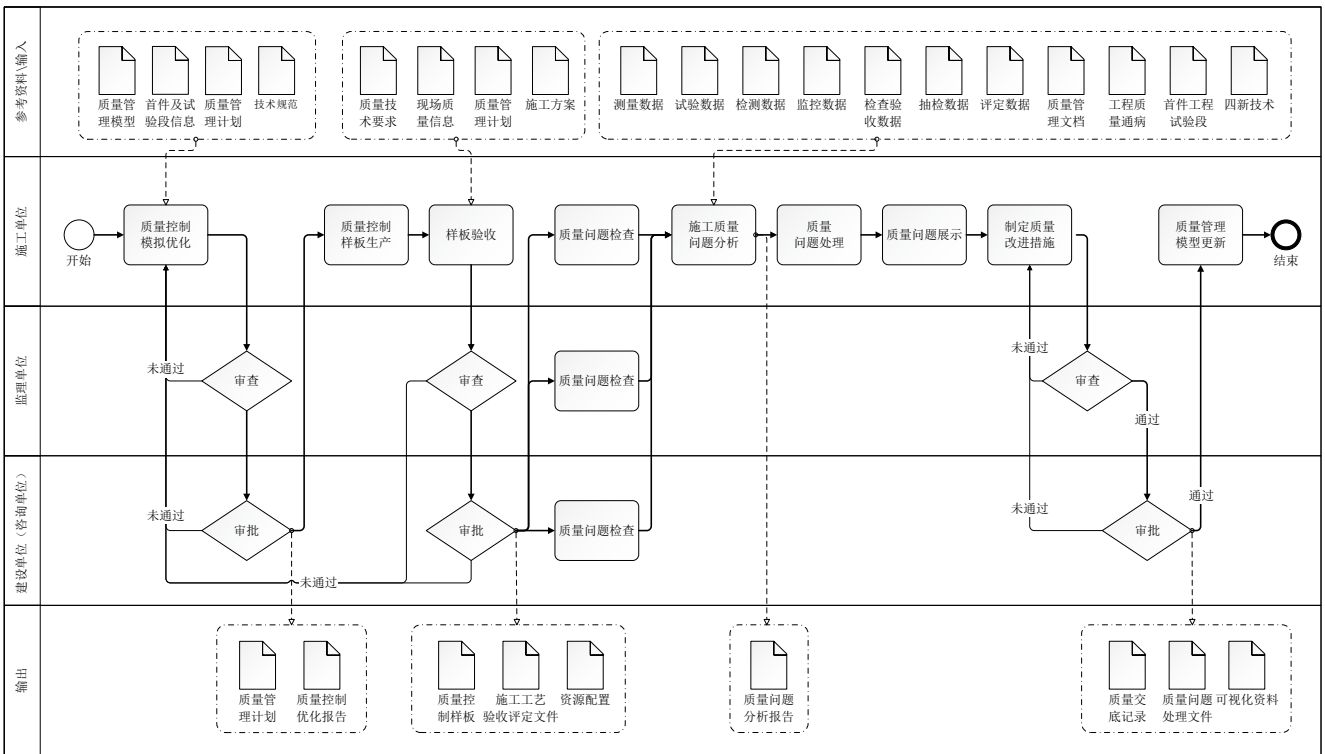 参考资料\输入
质量管
理模型
首件及试
验段信息
质量管
理计划
技术规范
质量技
术要求
现场质
量信息
质量管
理计划
施工方案
测量数据
试验数据
检测数据
监控数据
检查验
收数据
抽检数据
评定数据
质量管
理文档
工程质
量通病
首件工程
试验段
四新技术
施工单位
开始
质量控制
模拟优化
质量控制
样板生产
样板验收
质量问题检查
施工质量
问题分析
质量
问题处理
质量问题展示
制定质量
改进措施
质量管理
模型更新
结束
监理单位
未通过
审查
审查
质量问题检查
未通过
审查
通过
建设单位（咨询单位）
未通过
审批
未通过
审批
质量问题检查
未通过
审批
通过
输出
质量管
理计划
质量控制
优化报告
质量控
制样板
施工工艺
验收评定文件
资源配置
质量问题
分析报告
质量交
底记录
质量问题
处理文件
可视化资料